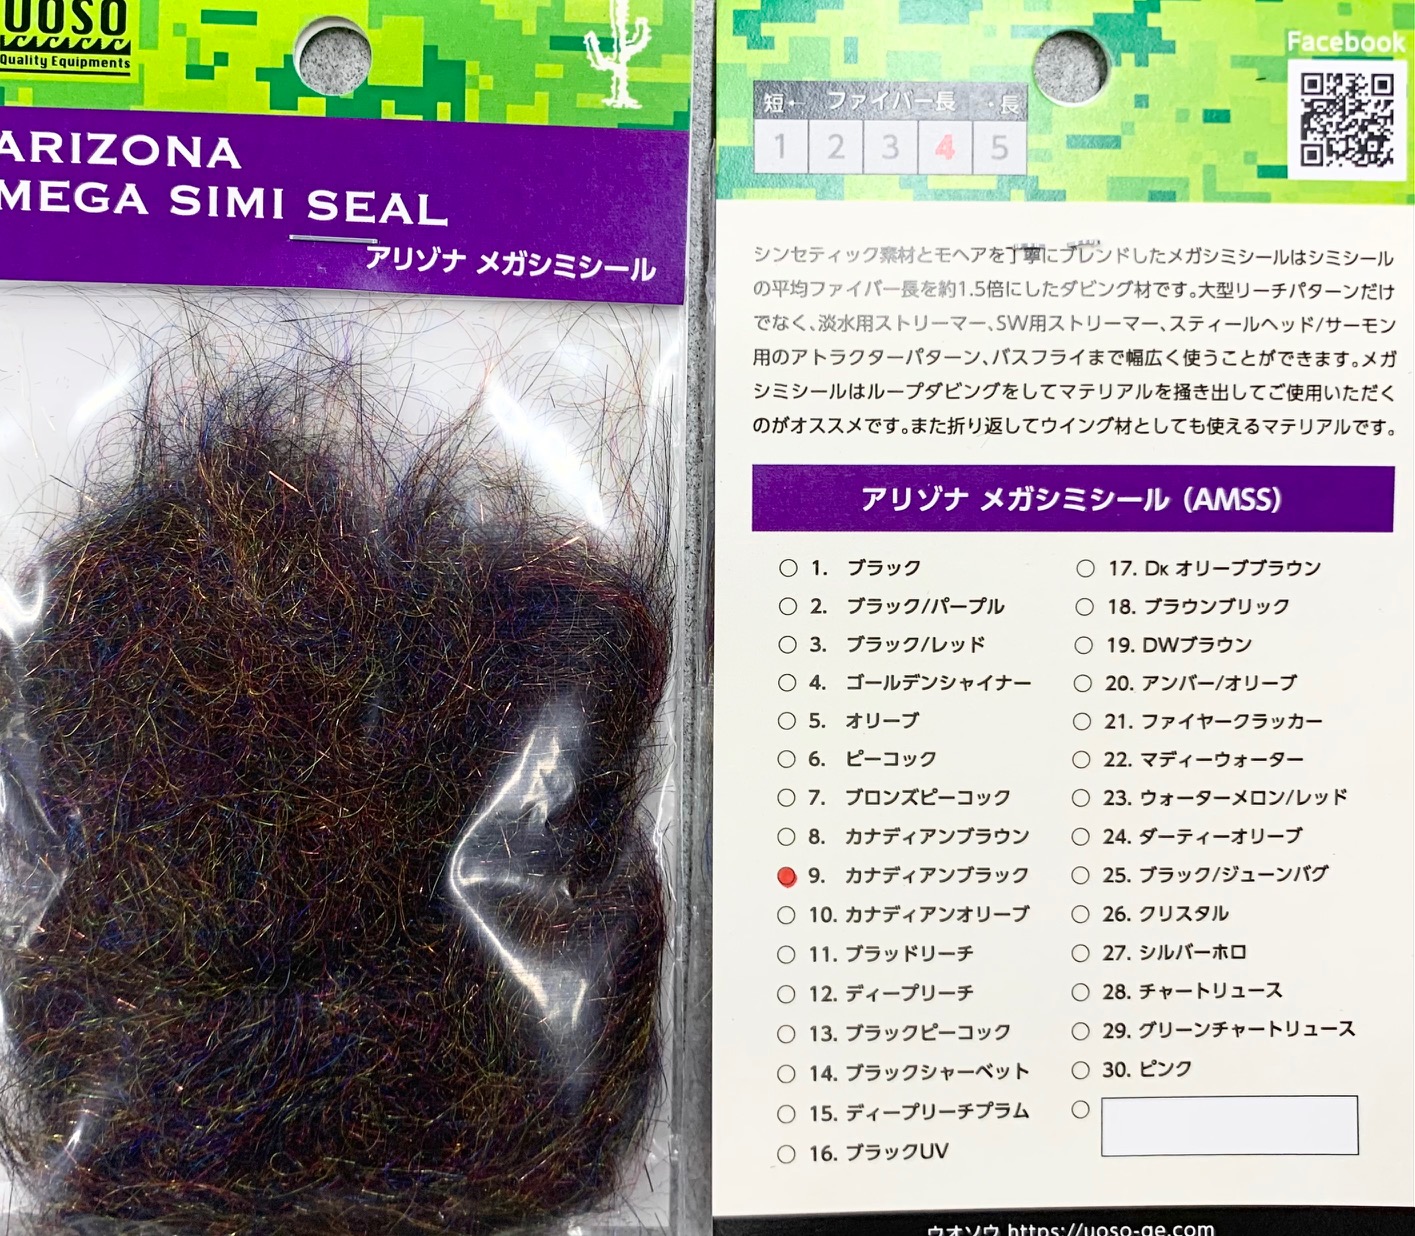 UOSO
Quality Equipments
ARIZONA
MEGA SIMI SEAL
アリゾナ メガシミシール
Facebook
短← ファイバー長 ・長
1 2 3 4 5
シンセティック素材とモヘアを丁寧にブレンドしたメガシミシールはシミシール
の平均ファイバー長を約1.5倍にしたダビング材です。大型リーチパターンだけ
でなく、淡水用ストリーマー、SW用ストリーマー、スティールヘッド/サーモン
用のアトラクターパターン、バスフライまで幅広く使うことができます。メガ
シミシールはループダビングをしてマテリアルを掻き出してご使用いただく
のがオススメです。また折り返してウイング材としても使えるマテリアルです。
アリゾナ メガシミシール（AMSS）
1. ブラック
2. ブラック/パープル
3. ブラック/レッド
4. ゴールデンシャイナー
5. オリーブ
6. ピーコック
7. ブロンズピーコック
8. カナディアンブラウン
9. カナディアンブラック
10. カナディアンオリーブ
11. ブラッドリーチ
12. ディープリーチ
13. ブラックピーコック
14. ブラックシャーベット
15. ディープリーチプラム
16. ブラックUV
17. Dĸ オリーブブラウン
18. ブラウンブリック
19. DWブラウン
20. アンバー/オリーブ
21. ファイヤークラッカー
22. マディーウォーター
23. ウォーターメロン/レッド
24. ダーティーオリーブ
25. ブラック/ジューンバグ
26. クリスタル
27. シルバーホロ
28. チャートリュース
29. グリーンチャートリュース
30. ピンク
ウオソウ https://uoso-qe.com